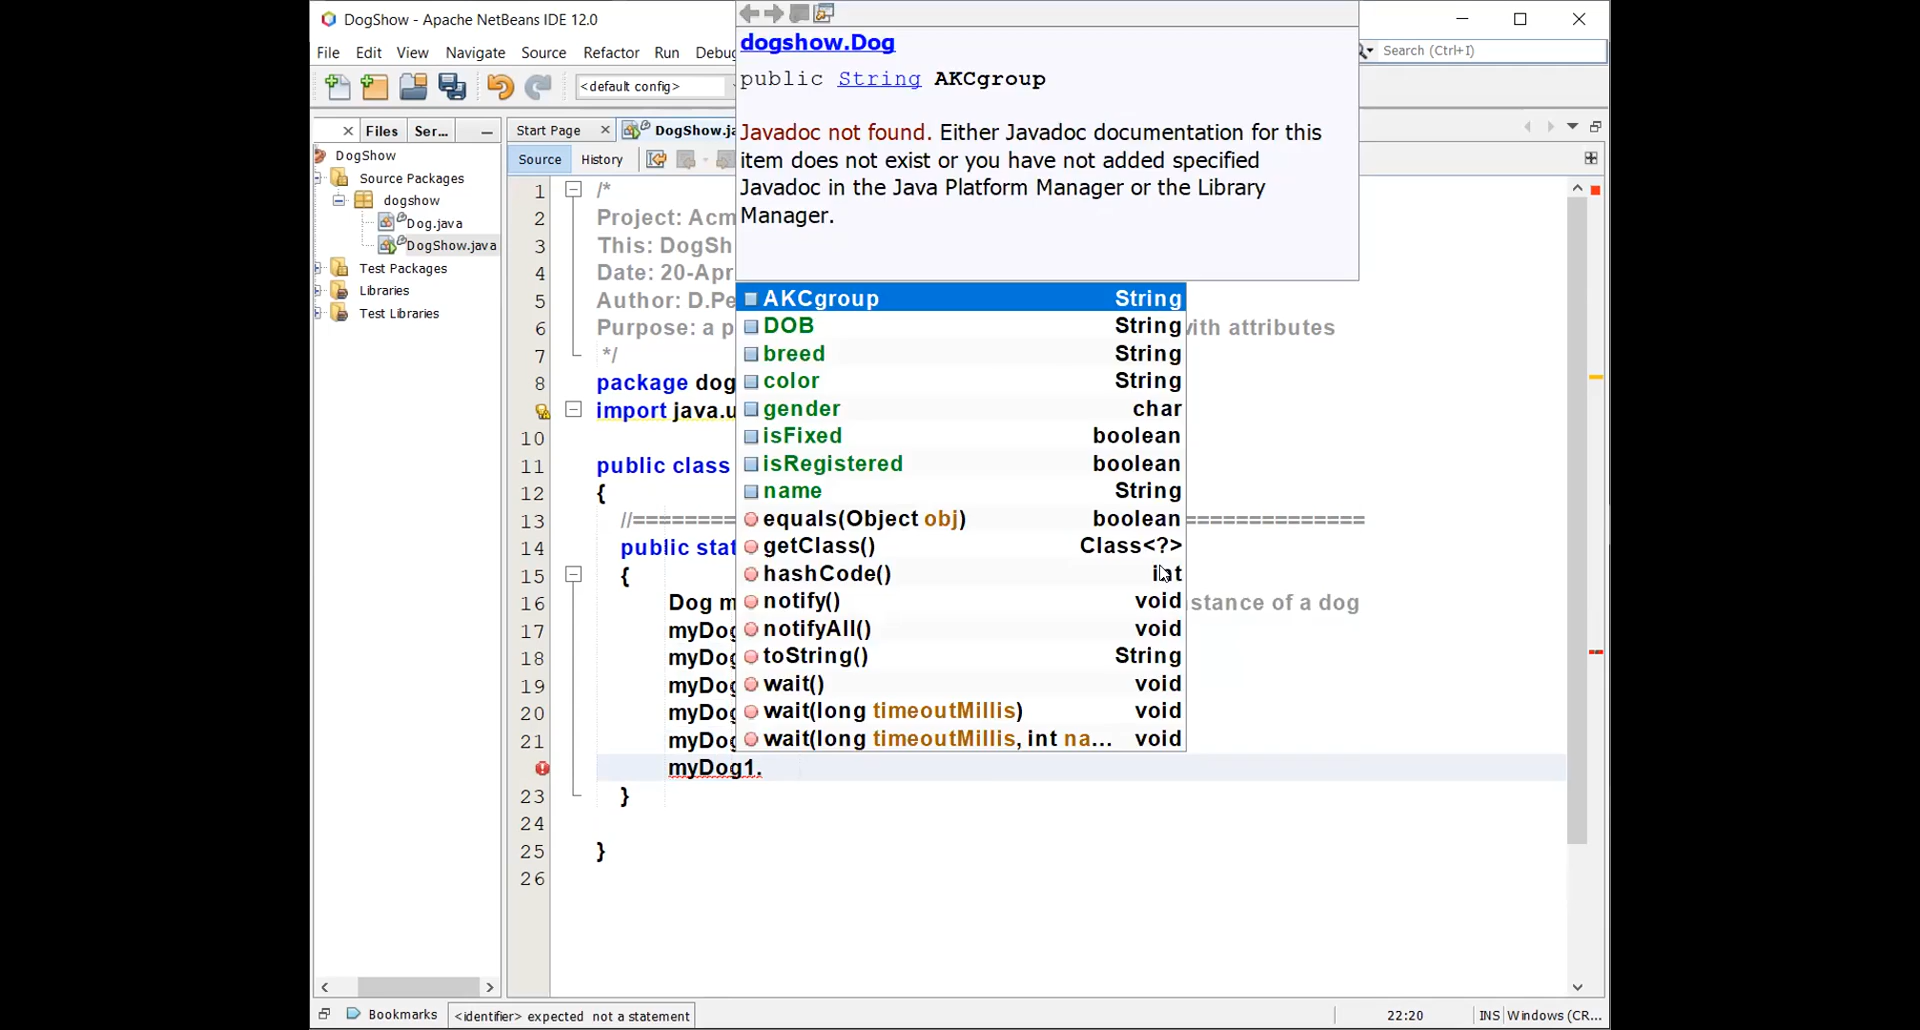 DogShow - Apache NetBeans IDE 12.0
File Edit View Navigate Source Refactor Run Debu
<default config>
Search (Ctrl+I)
dogshow.Dog
public String AKCgroup
Javadoc not found. Either Javadoc documentation for this
item does not exist or you have not added specified
Javadoc in the Java Platform Manager or the Library
Manager.
Files Ser...
Start Page DogShow.ja
Source History
DogShow
Source Packages
dogshow
Dog.java
DogShow.java
Test Packages
Libraries
Test Libraries
1 /*
2 Project: Acm
3 This: DogSh
4 Date: 20-Apr
5 Author: D.Pe
6 Purpose: a p with attributes
7 */
8 package dog
import java.u
10
11 public class
12 {
13 //==========================
14 public stat
15 {
16 Dog m stance of a dog
17 myDog
18 myDog
19 myDog
20 myDog
21 myDog
myDog1.
23 }
24
25 }
26
AKCgroup String
DOB String
breed String
color String
gender char
isFixed boolean
isRegistered boolean
name String
equals(Object obj) boolean
getClass() Class<?>
hashCode() int
notify() void
notifyAll() void
toString() String
wait() void
wait(long timeoutMillis) void
wait(long timeoutMillis, int na... void
Bookmarks <identifier> expected not a statement 22:20 INS Windows (CR...